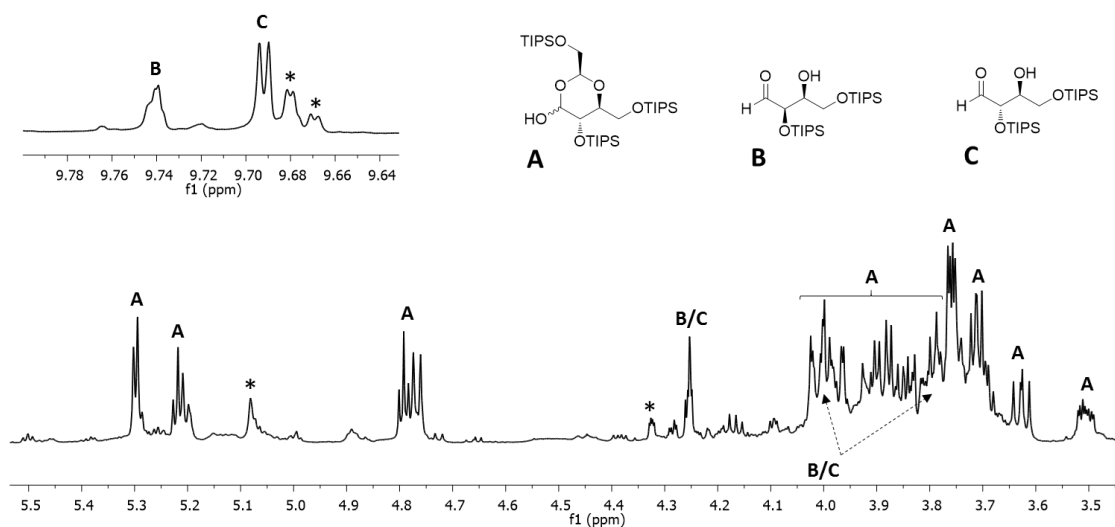 C
B
*
*
9.78 9.76 9.74 9.72 9.70 9.68 9.66 9.64
f1 (ppm)
TIPSO
O O
HO
OTIPS
OTIPS
A
O OH
H
OTIPS
OTIPS
B
O OH
H
OTIPS
OTIPS
C
A
A
*
A
*
B/C
A
A
A
A
A
B/C
5.5 5.4 5.3 5.2 5.1 5.0 4.9 4.8 4.7 4.6 4.5 4.4 4.3 4.2 4.1 4.0 3.9 3.8 3.7 3.6 3.5
f1 (ppm)